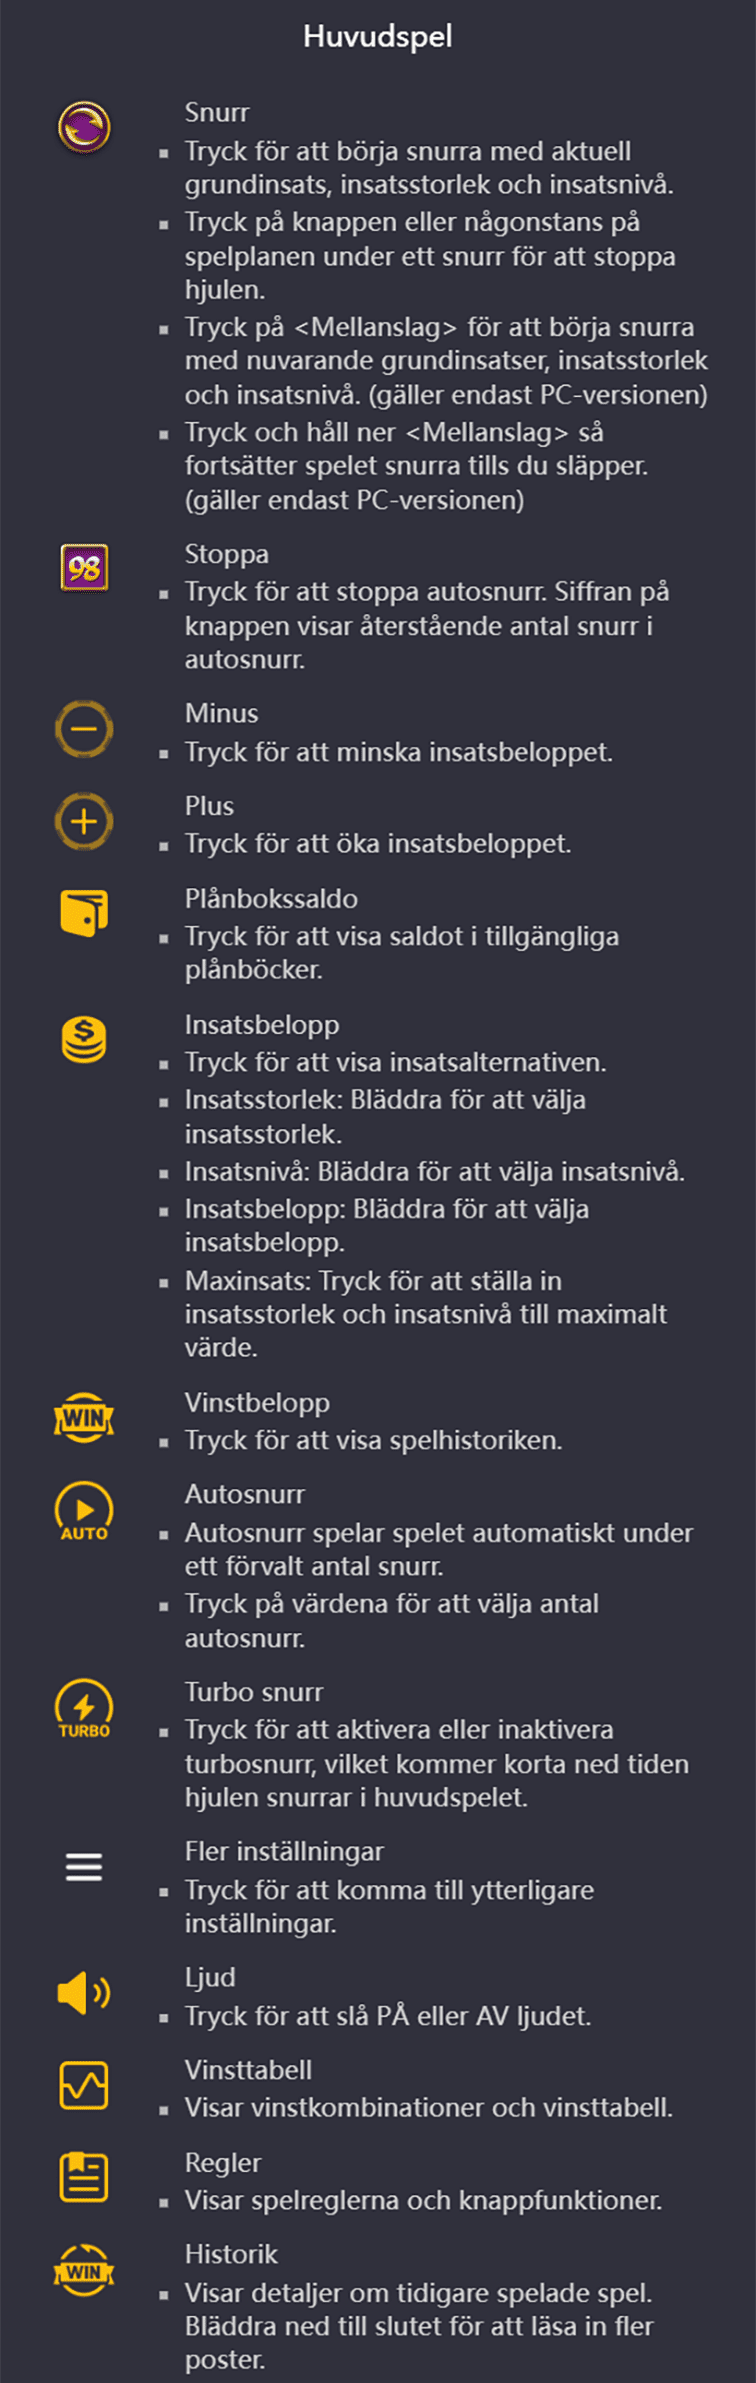 Huvudspel
Snurr
▪ Tryck för att börja snurra med aktuell
grundinsats, insatsstorlek och insatsnivå.
▪ Tryck på knappen eller någonstans på
spelplanen under ett snurr för att stoppa
hjulen.
▪ Tryck på <Mellanslag> för att börja snurra
med nuvarande grundinsatser, insatsstorlek
och insatsnivå. (gäller endast PC-versionen)
▪ Tryck och håll ner <Mellanslag> så
fortsätter spelet snurra tills du släpper.
(gäller endast PC-versionen)
98
Stoppa
▪ Tryck för att stoppa autosnurr. Siffran på
knappen visar återstående antal snurr i
autosnurr.
Minus
▪ Tryck för att minska insatsbeloppet.
Plus
▪ Tryck för att öka insatsbeloppet.
Plånbokssaldo
▪ Tryck för att visa saldot i tillgängliga
plånböcker.
$
Insatsbelopp
▪ Tryck för att visa insatsalternativen.
▪ Insatsstorlek: Bläddra för att välja
insatsstorlek.
▪ Insatsnivå: Bläddra för att välja insatsnivå.
▪ Insatsbelopp: Bläddra för att välja
insatsbelopp.
▪ Maxinsats: Tryck för att ställa in
insatsstorlek och insatsnivå till maximalt
värde.
WIN
Vinstbelopp
▪ Tryck för att visa spelhistoriken.
AUTO
Autosnurr
▪ Autosnurr spelar spelet automatiskt under
ett förvalt antal snurr.
▪ Tryck på värdena för att välja antal
autosnurr.
TURBO
Turbo snurr
▪ Tryck för att aktivera eller inaktivera
turbosnurr, vilket kommer korta ned tiden
hjulen snurrar i huvudspelet.
Fler inställningar
▪ Tryck för att komma till ytterligare
inställningar.
Ljud
▪ Tryck för att slå PÅ eller AV ljudet.
Vinsttabell
▪ Visar vinstkombinationer och vinsttabell.
Regler
▪ Visar spelreglerna och knappfunktioner.
WIN
Historik
▪ Visar detaljer om tidigare spelade spel.
Bläddra ned till slutet för att läsa in fler
poster.